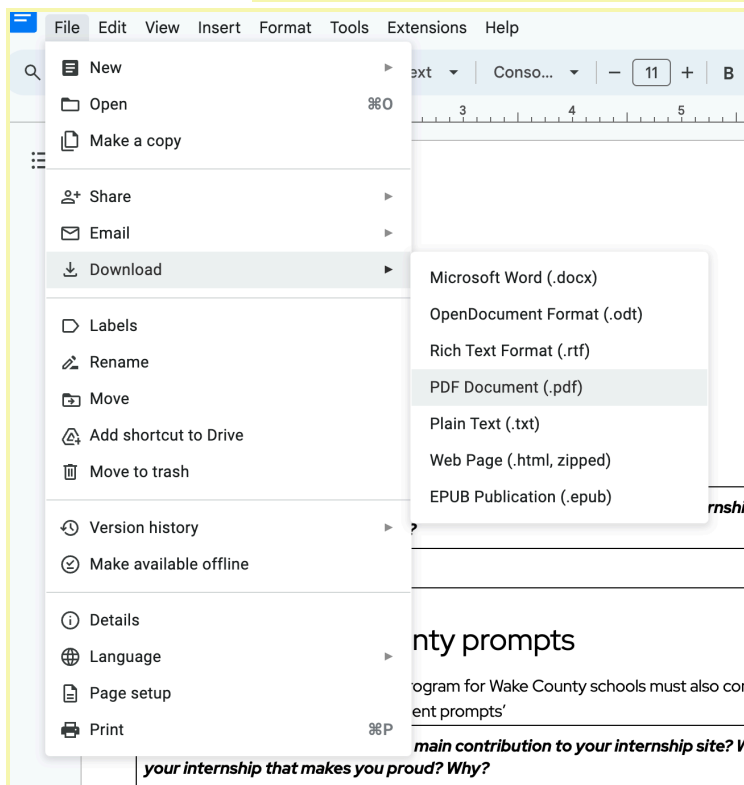 File Edit View Insert Format Tools Extensions Help
New
ext Conso... 11 B
Open ⌘O
3 4 5
Make a copy
Share
Email
Download
Microsoft Word (.docx)
OpenDocument Format (.odt)
Labels
Rich Text Format (.rtf)
Rename
PDF Document (.pdf)
Move
Plain Text (.txt)
Add shortcut to Drive
Web Page (.html, zipped)
Move to trash
EPUB Publication (.epub)
Version history
?
Make available offline
Details
nty prompts
Language
Page setup
ogram for Wake County schools must also
ent prompts'
Print ⌘P
main contribution to your internship site?
your internship that makes you proud? Why?